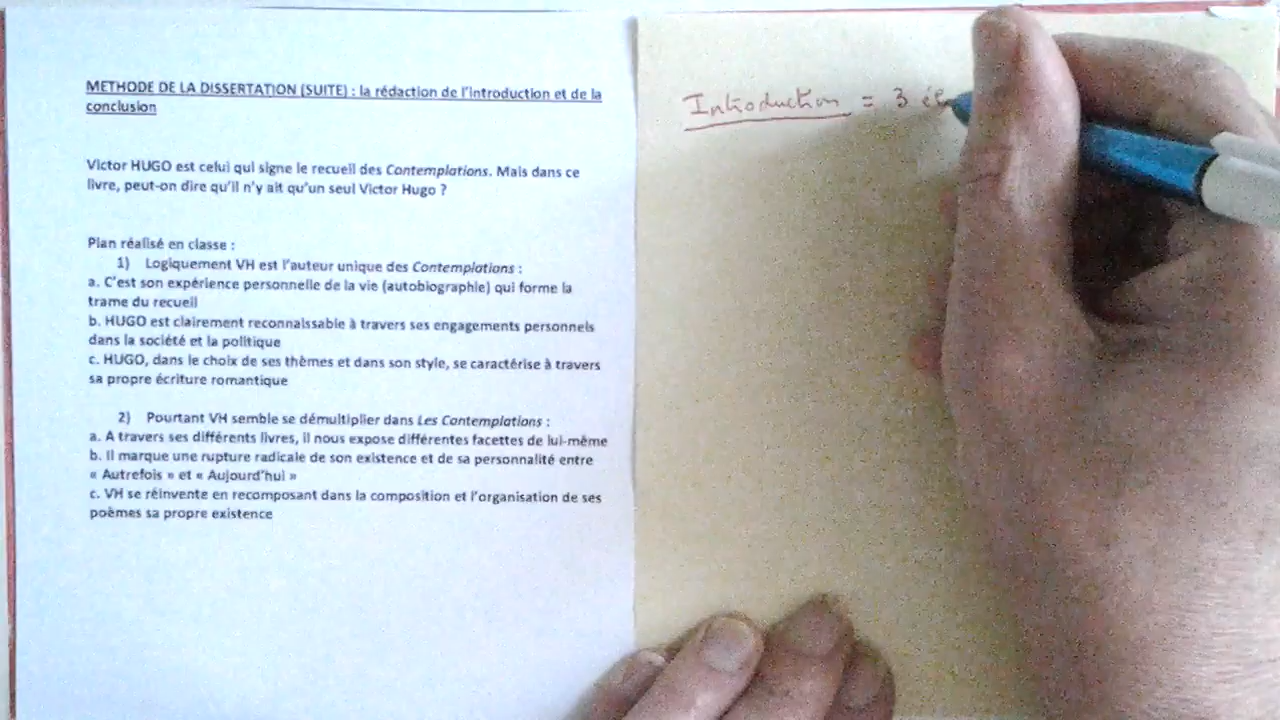 METHODE DE LA DISSERTATION (SUITE) : la rédaction de l'introduction et de la
conclusion
Victor HUGO est celui qui signe le recueil des Contemplations. Mais dans ce
livre, peut-on dire qu'il n'y ait qu'un seul Victor Hugo ?
Plan réalisé en classe :
1) Logiquement VH est l'auteur unique des Contemplations :
a. C'est son expérience personnelle de la vie (autobiographie) qui forme la
trame du recueil
b. HUGO est clairement reconnaissable à travers ses engagements personnels
dans la société et la politique
c. HUGO, dans le choix de ses thèmes et dans son style, se caractérise à travers
sa propre écriture romantique
2) Pourtant VH semble se démultiplier dans Les Contemplations :
a. A travers ses différents livres, il nous expose différentes facettes de lui-même
b. Il marque une rupture radicale de son existence et de sa personnalité entre
« Autrefois » et « Aujourd'hui »
c. VH se réinvente en recomposant dans la composition et l'organisation de ses
poèmes sa propre existence
Introduction = 3